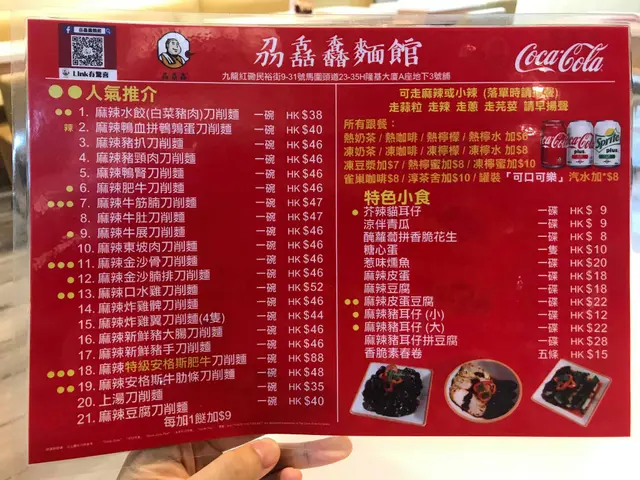 岳磊鑫麵館
Link有驚喜
刕磊鱻麵館
九龍紅磡民裕街9-31號馬圍頭道23-35H隆基大廈A座地下3號鋪
Coca-Cola
人氣推介
1. 麻辣水餃(白菜豬肉)刀削麵 一碗 HK$38
辣 2. 麻辣鴨血拼鵪鶉蛋刀削麵 一碗 HK$40
3. 麻辣豬扒刀削麵 一碗 HK$46
4. 麻辣豬頸肉刀削麵 一碗 HK$46
5. 麻辣鴨腎刀削麵 一碗 HK$46
6. 麻辣肥牛刀削麵 一碗 HK$46
7. 麻辣牛筋腩刀削麵 一碗 HK$47
8. 麻辣牛肚刀削麵 一碗 HK$47
9. 麻辣牛展刀削麵 一碗 HK$46
10. 麻辣東坡肉刀削麵 一碗 HK$46
11. 麻辣金沙骨刀削麵 一碗 HK$46
12. 麻辣金沙腩排刀削麵 一碗 HK$46
13. 麻辣口水雞刀削麵 一碗 HK$52
14. 麻辣炸雞髀刀削麵 一碗 HK$46
15. 麻辣炸雞翼刀削麵(4隻) 一碗 HK$44
16. 麻辣新鮮豬大腸刀削麵 一碗 HK$46
17. 麻辣新鮮豬手刀削麵 一碗 HK$46
18. 麻辣特級安格斯肥牛刀削麵 一碗 HK$88
19. 麻辣安格斯牛肋條刀削麵 一碗 HK$48
20. 上湯刀削麵 一碗 HK$35
21. 麻辣豆腐刀削麵 一碗 HK$40
每加1餸加$9
可走麻辣或小辣 (落單時請
走蒜粒 走辣 走蔥 走芫荽 請早揚聲
所有跟餐:
熱奶茶 / 熱咖啡 / 熱檸檬 / 熱檸水 加$
凍奶茶 / 凍咖啡 / 凍檸檬 / 凍檸水 加$8
凍豆漿加$7 / 熱檸蜜加$8 / 凍檸蜜加$10
雀巢咖啡$8 / 淳茶舍加$10 / 罐裝「可口可樂」汽水加*$8
Coca-Cola
plus
plus
Sprite
特色小食
芥辣貓耳仔 一碟 HK$ 9
涼伴青瓜 一碟 HK$ 9
醃蘿蔔拼香脆花生 一碟 HK$ 8
糖心蛋 一隻 HK$10
惹味燻魚 一碟 HK$20
麻辣皮蛋 一碟 HK$18
麻辣豆腐 一碟 HK$18
麻辣皮蛋豆腐 一碟 HK$22
麻辣豬耳仔 (小) 一碟 HK$12
麻辣豬耳仔 (大) 一碟 HK$22
麻辣豬耳仔拼豆腐 一碟 HK$28
香脆素春卷 五條 HK$15